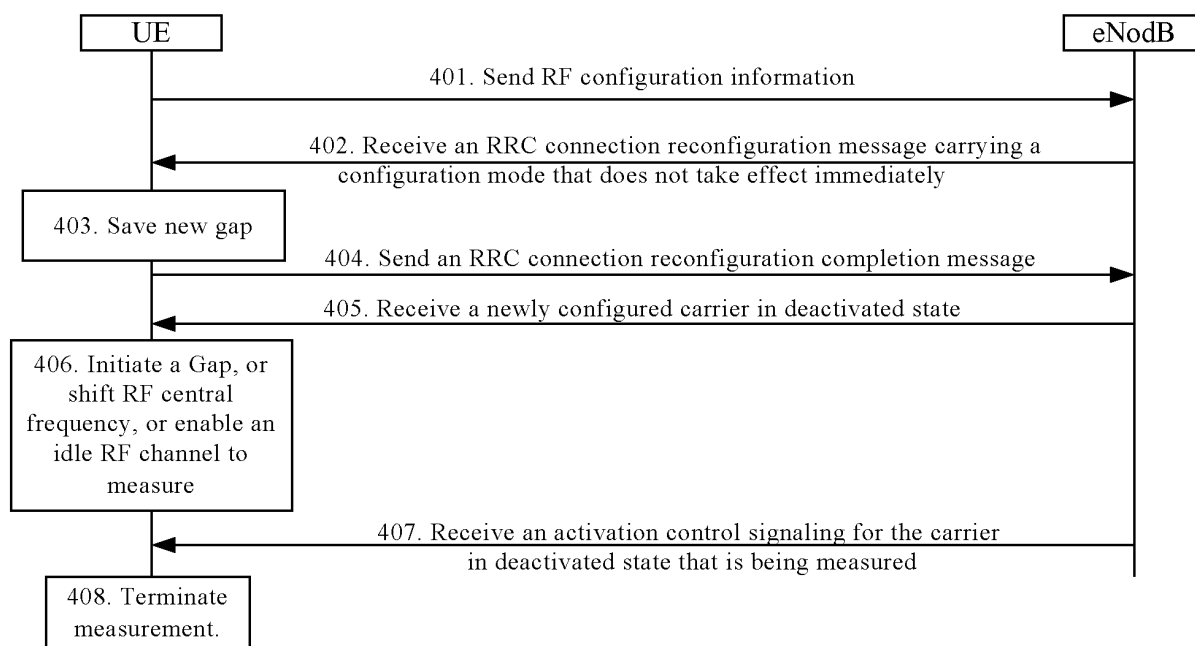 UE
eNodB
401. Send RF configuration information
402. Receive an RRC connection reconfiguration message carrying a
configuration mode that does not take effect immediately
403. Save new gap
404. Send an RRC connection reconfiguration completion message
405. Receive a newly configured carrier in deactivated state
406. Initiate a Gap, or
shift RF central
frequency, or enable an
idle RF channel to
measure
407. Receive an activation control signaling for the carrier
in deactivated state that is being measured
408. Terminate
measurement.